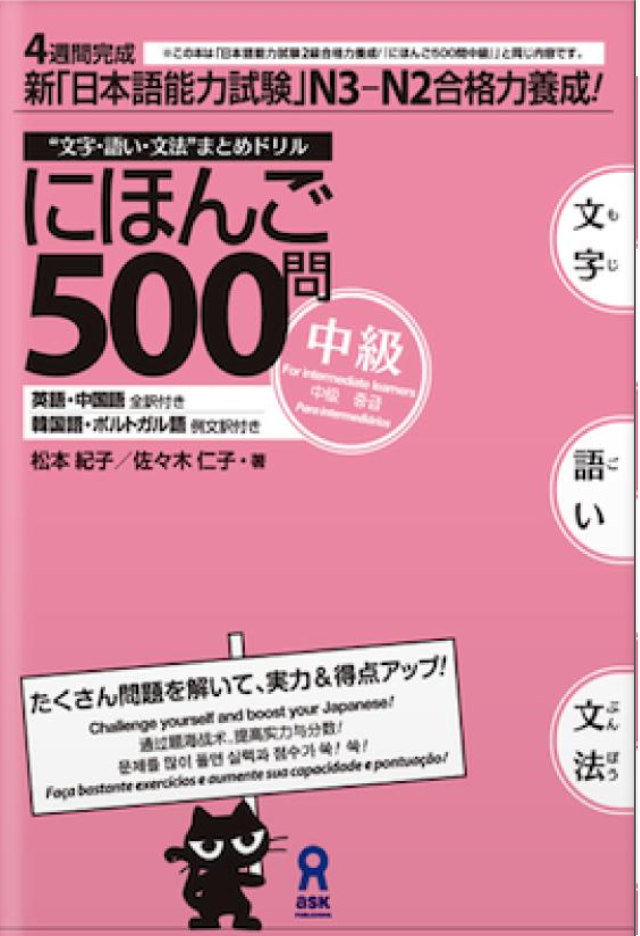 4週間完成
※この本は「日本語能力試験2級合格力養成/「にほんご500問中級」」と同じ内容です。
新「日本語能力試験」N3-N2合格力養成!
“文字・語い・文法”まとめドリル
にほんご
500問
中級
For intermediate learners
中级 중급
Para intermediários
英語・中国語 全訳付き
韓国語・ポルトガル語 例文訳付き
松本 紀子/佐々木 仁子・著
文字
もじ
語い
ご
文法
ぶんぽう
たくさん問題を解いて、実力&得点アップ!
Challenge yourself and boost your Japanese!
通过题海战术,提高实力与分数!
문제를 많이 풀면 실력과 점수가 쑥! 쑥!
Faça bastante exercícios e aumente sua capacidade e pontuação!
ask
PUBLISHING